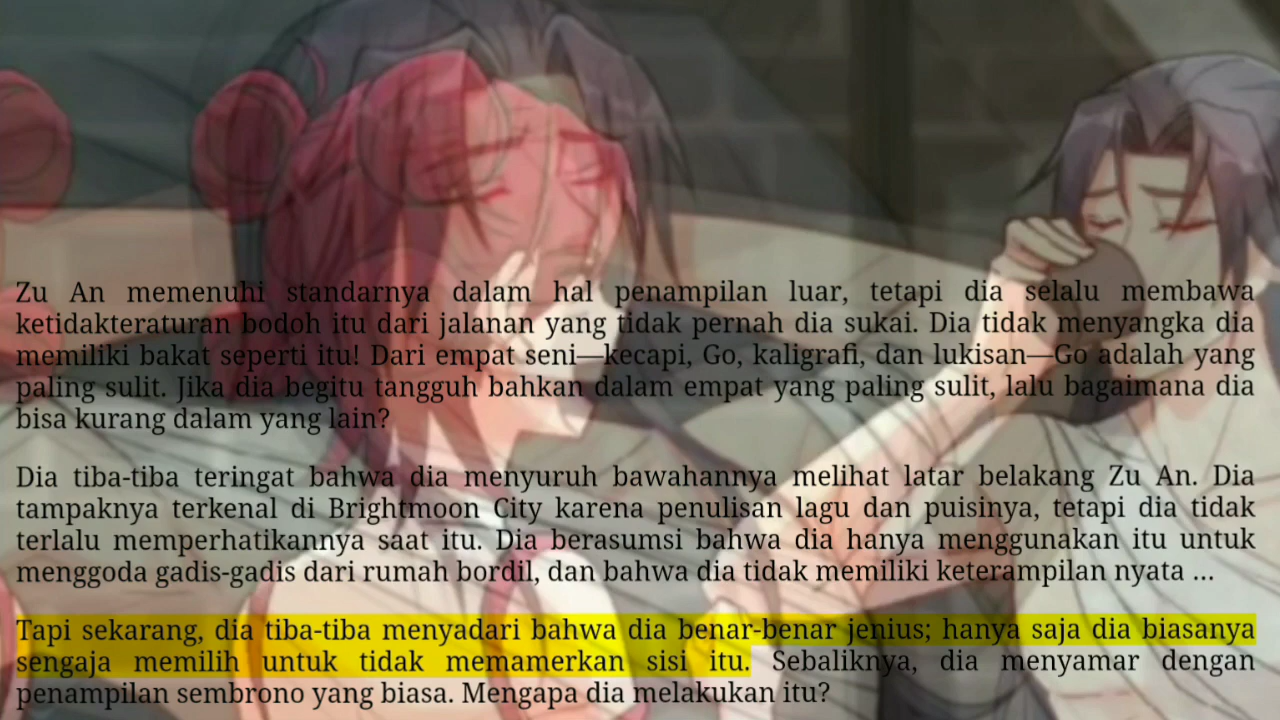 Zu An memenuhi standarnya dalam hal penampilan luar, tetapi dia selalu membawa
ketidakteraturan bodoh itu dari jalanan yang tidak pernah dia sukai. Dia tidak menyangka dia
memiliki bakat seperti itu! Dari empat seni—kecapi, Go, kaligrafi, dan lukisan—Go adalah yang
paling sulit. Jika dia begitu tangguh bahkan dalam empat yang paling sulit, lalu bagaimana dia
bisa kurang dalam yang lain?
Dia tiba-tiba teringat bahwa dia menyuruh bawahannya melihat latar belakang Zu An. Dia
tampaknya terkenal di Brightmoon City karena penulisan lagu dan puisinya, tetapi dia tidak
terlalu memperhatikannya saat itu. Dia berasumsi bahwa dia hanya menggunakan itu untuk
menggoda gadis-gadis dari rumah bordil, dan bahwa dia tidak memiliki keterampilan nyata ...
Tapi sekarang, dia tiba-tiba menyadari bahwa dia benar-benar jenius; hanya saja dia biasanya
sengaja memilih untuk tidak memamerkan sisi itu. Sebaliknya, dia menyamar dengan
penampilan sembrono yang biasa. Mengapa dia melakukan itu?